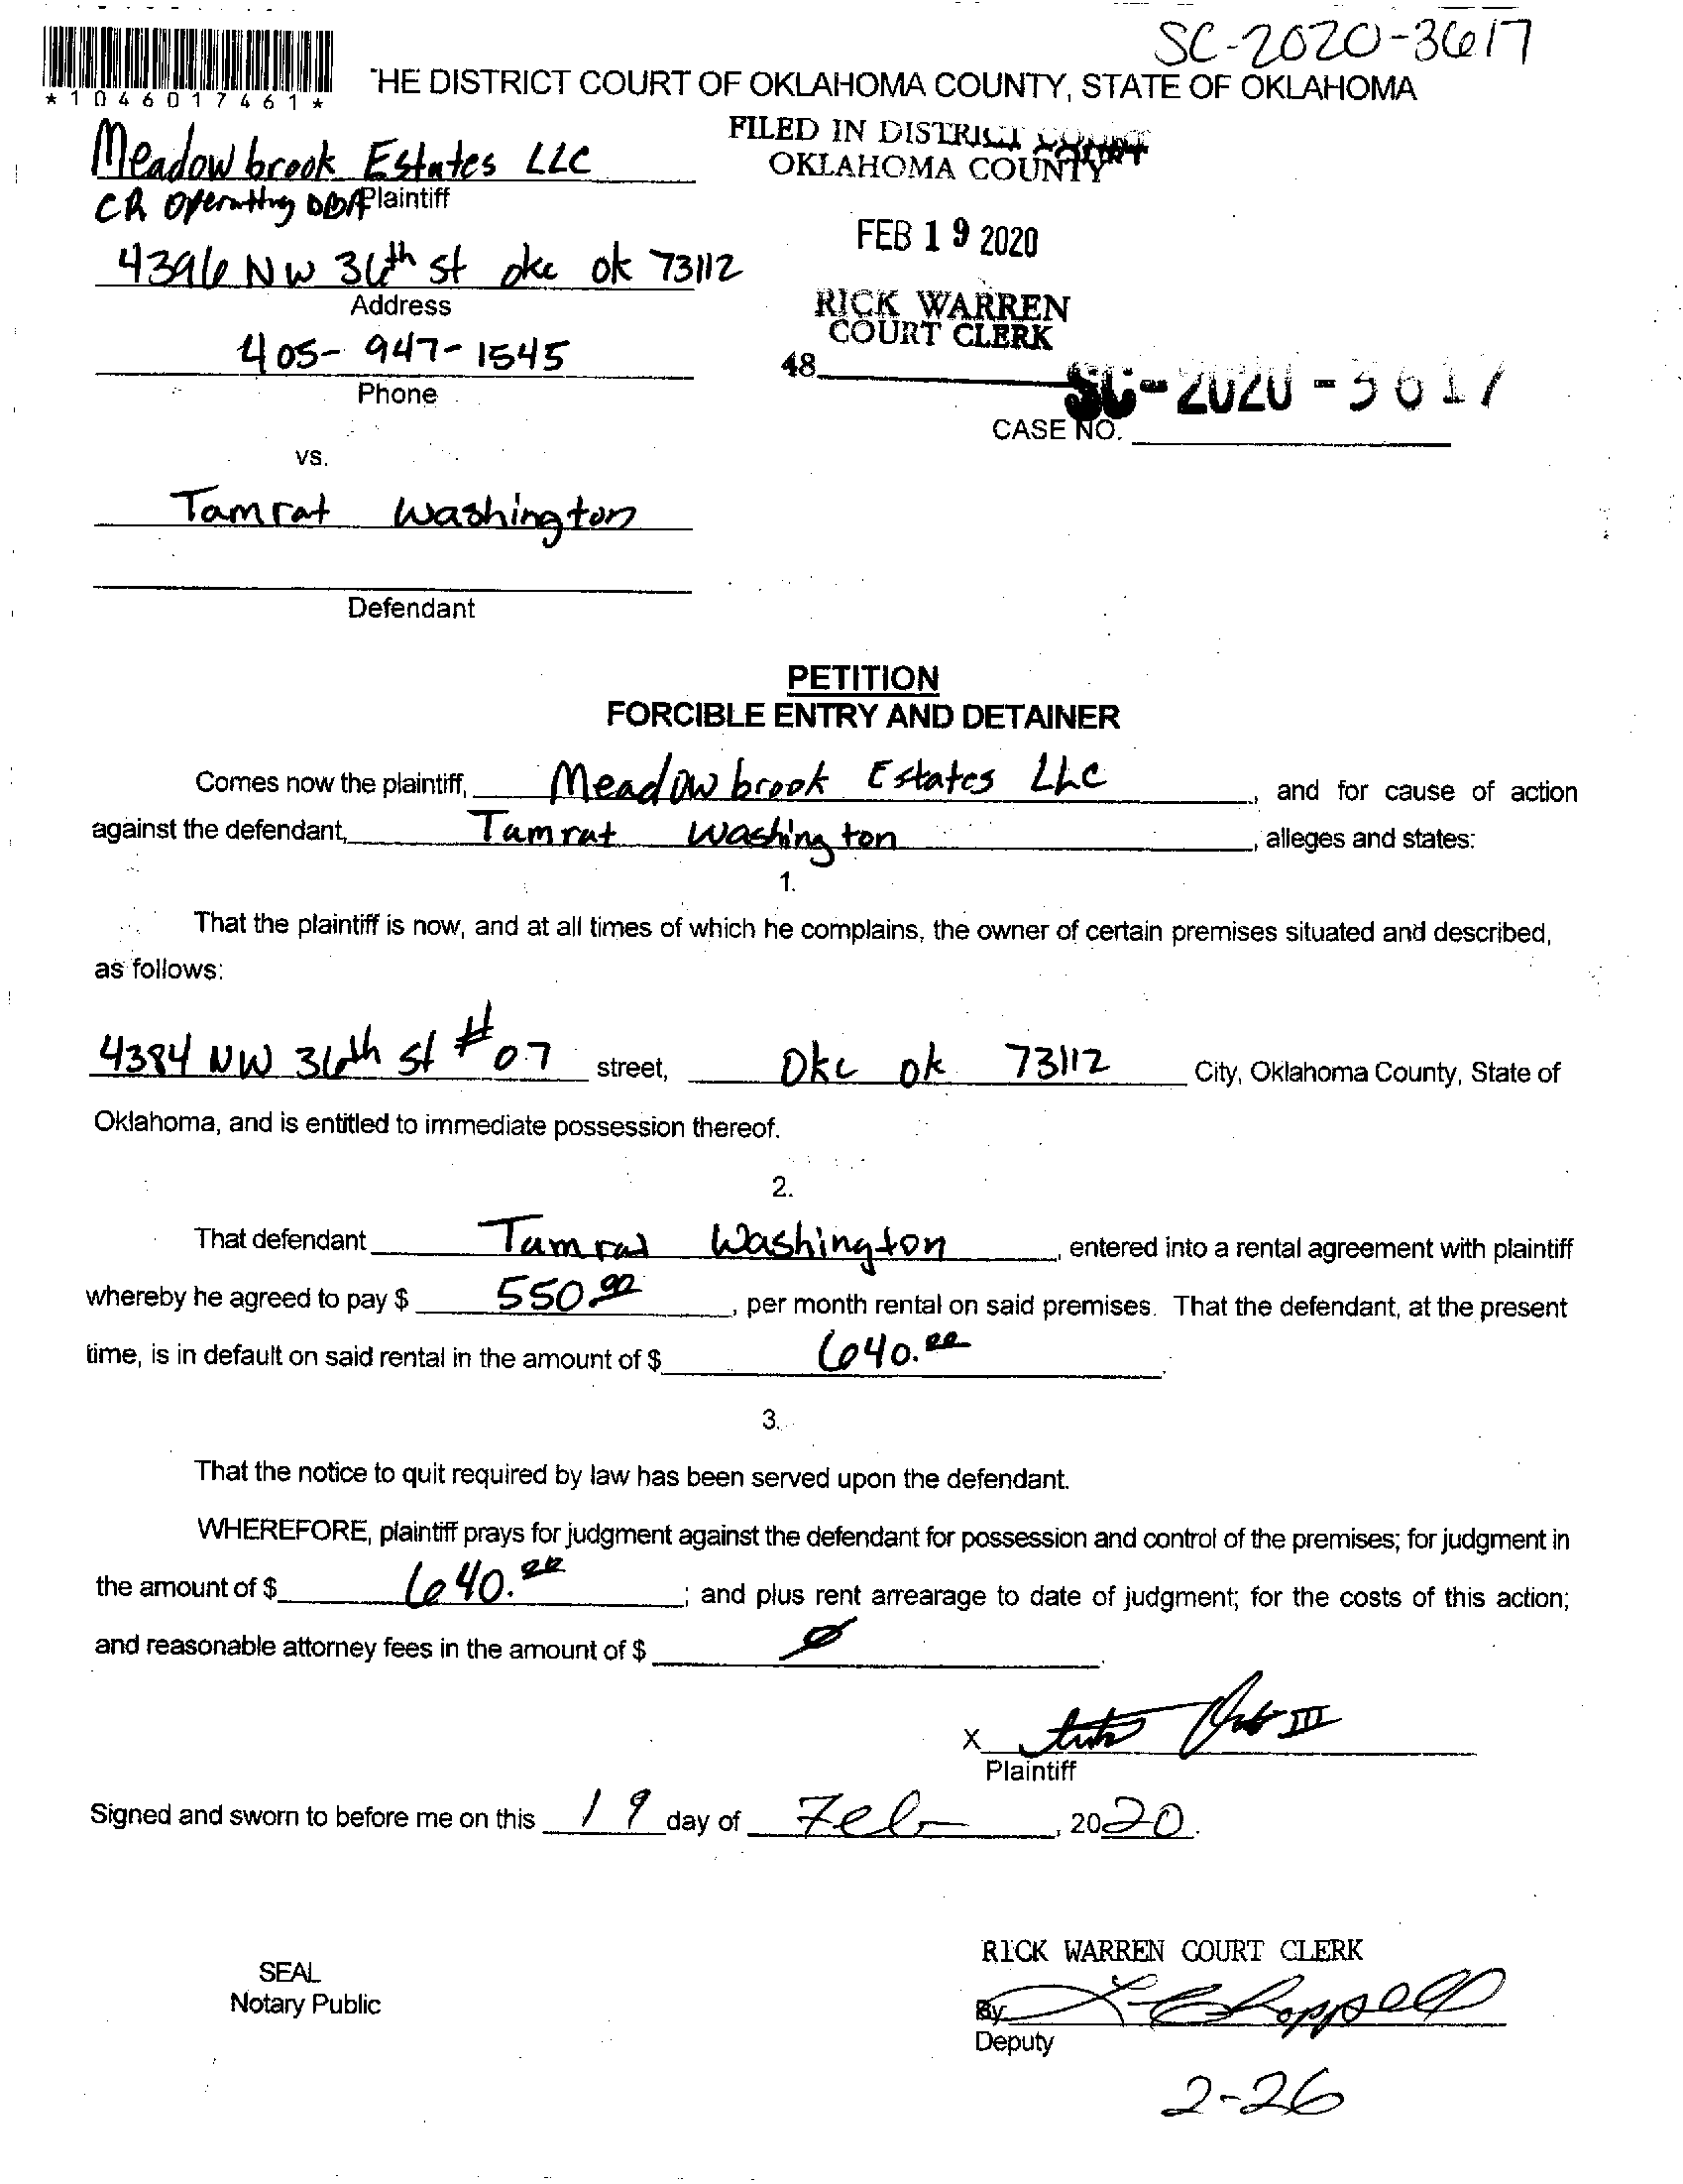 SC-2020-3617
*1046017461*
THE DISTRICT COURT OF OKLAHOMA COUNTY, STATE OF OKLAHOMA
Meadowbrook Estates LLC
FILED IN DISTRICT COURT
OKLAHOMA COUNTY
CR Operating DBA Plaintiff
FEB 19 2020
4396 NW 36th st okc ok 73112
Address
RICK WARREN
COURT CLERK
405-947-1545
48
Phone
SC-2020-3617
CASE NO.
vs.
Tamrat Washington
Defendant
PETITION
FORCIBLE ENTRY AND DETAINER
Comes now the plaintiff, Meadowbrook Estates LLC, and for cause of action
against the defendant, Tamrat Washington, alleges and states:
1.
That the plaintiff is now, and at all times of which he complains, the owner of certain premises situated and described,
as follows:
4384 NW 36th st #07 street, Okc ok 73112 City, Oklahoma County, State of
Oklahoma, and is entitled to immediate possession thereof.
2.
That defendant Tamrat Washington, entered into a rental agreement with plaintiff
whereby he agreed to pay $ 550.00, per month rental on said premises. That the defendant, at the present
time, is in default on said rental in the amount of $ 640.00.
3.
That the notice to quit required by law has been served upon the defendant.
WHEREFORE, plaintiff prays for judgment against the defendant for possession and control of the premises; for judgment in
the amount of $ 640.00; and plus rent arrearage to date of judgment; for the costs of this action;
and reasonable attorney fees in the amount of $ Ø.
X III
Plaintiff
Signed and sworn to before me on this 19 day of Feb, 2020.
RICK WARREN COURT CLERK
SEAL
Notary Public
By L Chappell
Deputy
2-26